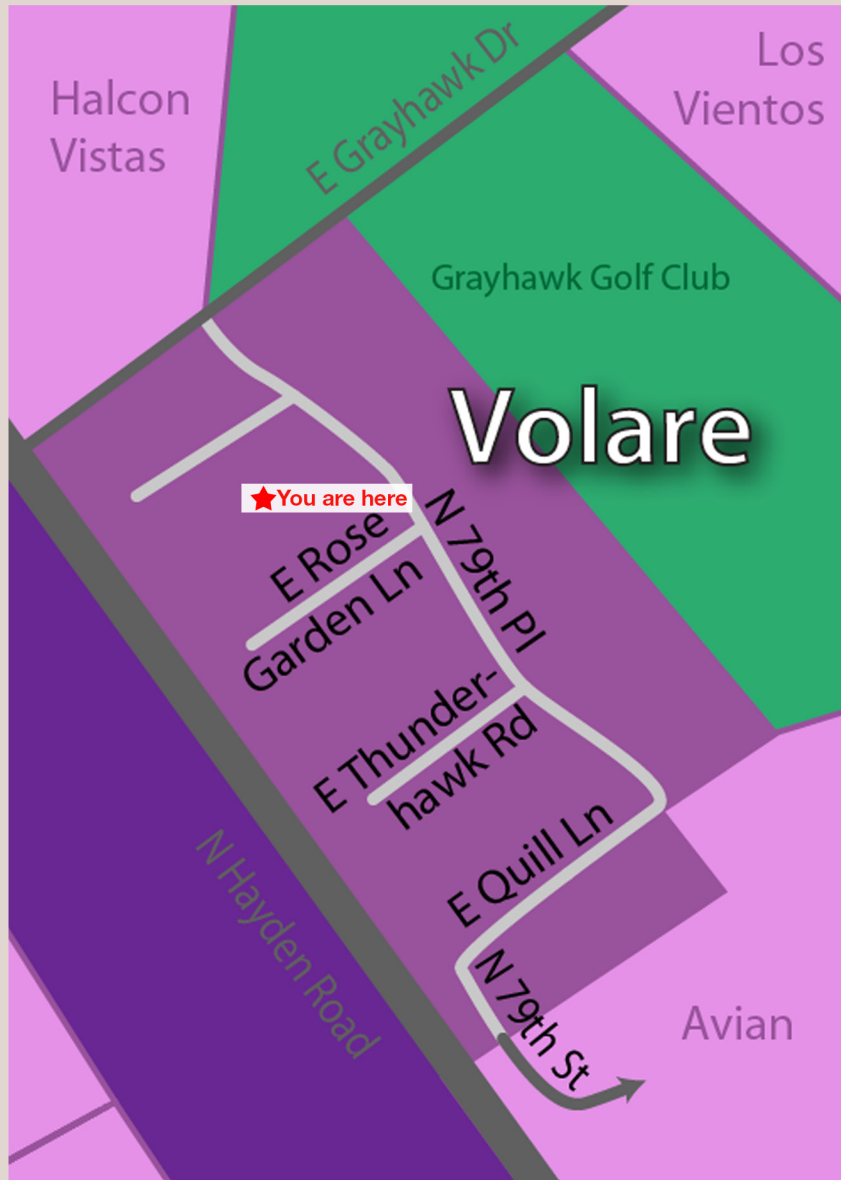 Halcon
Vistas
E Grayhawk Dr
Los
Vientos
Grayhawk Golf Club
Volare
You are here
N 79th Pl
E Rose
Garden Ln
E Thunder-
hawk Rd
E Quill Ln
N Hayden Road
N 79th St
Avian